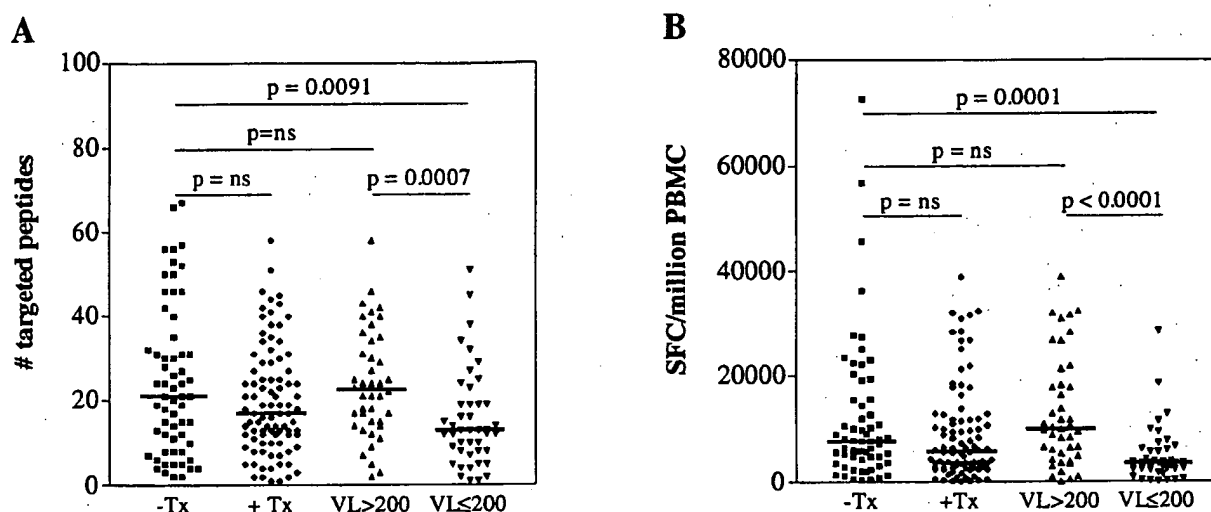 A
# targeted peptides
100
80
60
40
20
0
p = 0.0091
p=ns
p = ns
p = 0.0007
-Tx
+ Tx
VL>200
VL≤200
B
SFC/million PBMC
80000
60000
40000
20000
0
p = 0.0001
p = ns
p = ns
p < 0.0001
-Tx
+Tx
VL>200
VL≤200